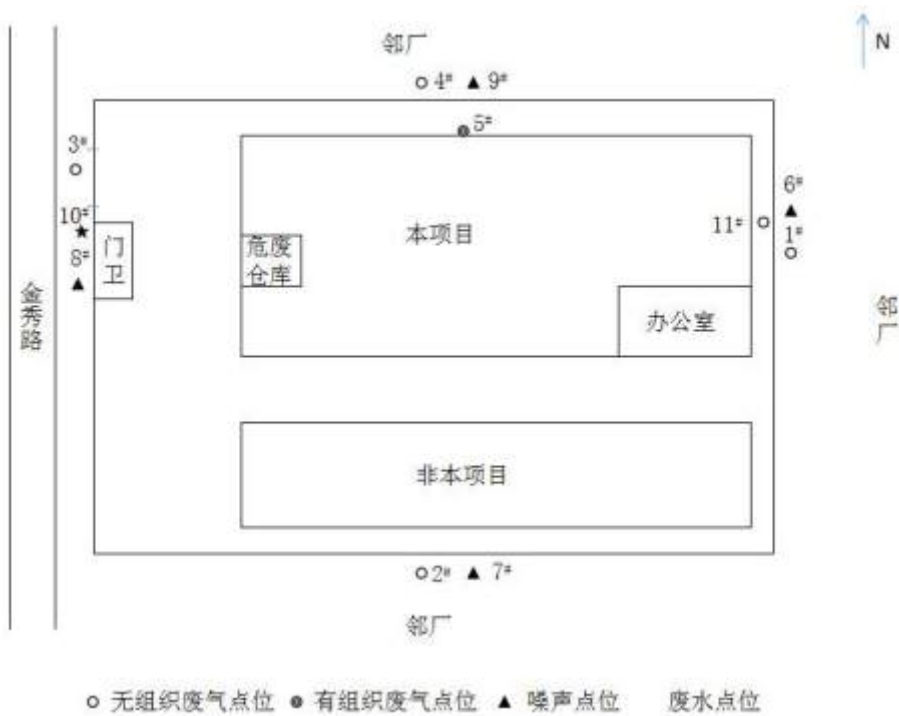 邻厂
N
4# 9#
5#
3#
6#
10#
本项目
11#
1#
门卫
危废
仓库
8#
金秀路
办公室
邻厂
非本项目
2# 7#
邻厂
无组织废气点位 有组织废气点位 噪声点位 废水点位